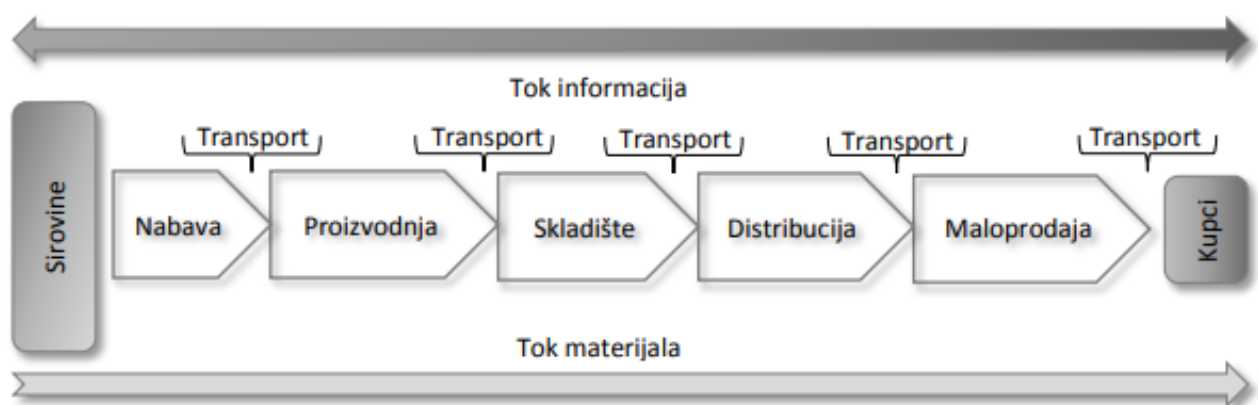 Tok informacija
Transport
Transport
Transport
Transport
Transport
Sirovine
Nabava
Proizvodnja
Skladište
Distribucija
Maloprodaja
Kupci
Tok materijala